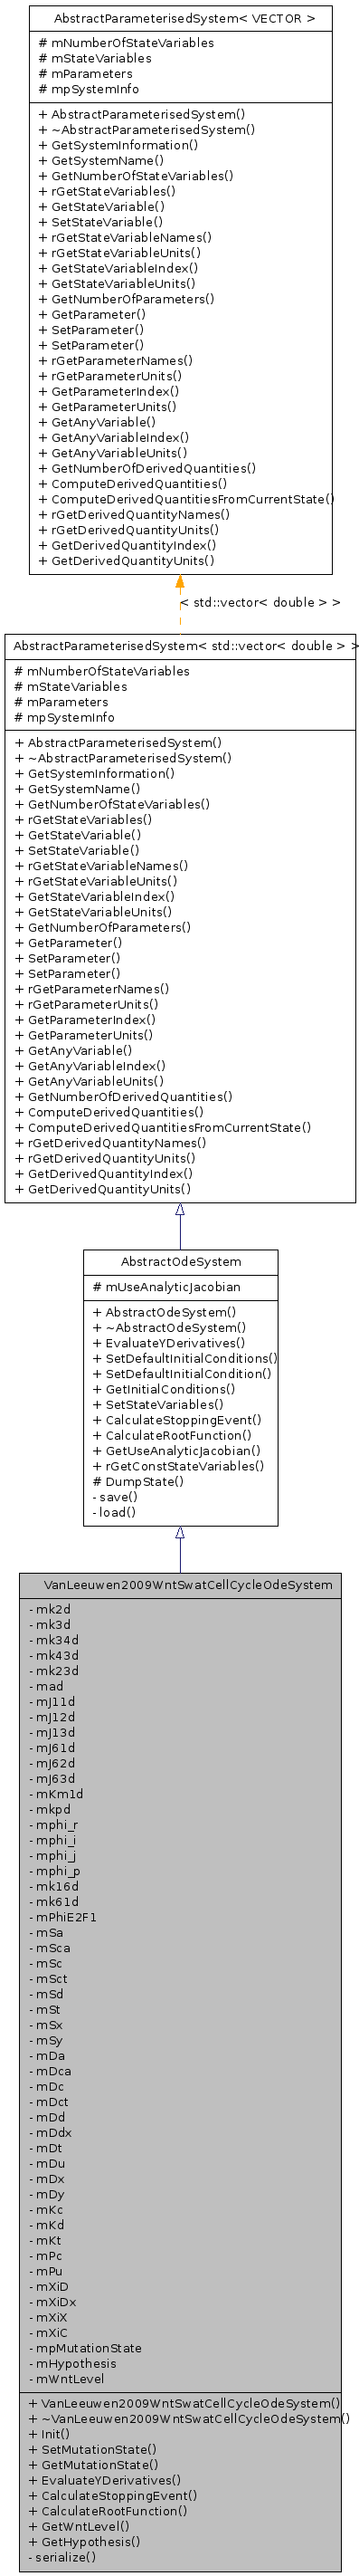 AbstractParameterisedSystem< VECTOR >
# mNumberOfStateVariables
# mStateVariables
# mParameters
# mpSystemInfo
+ AbstractParameterisedSystem()
+ ~AbstractParameterisedSystem()
+ GetSystemInformation()
+ GetSystemName()
+ GetNumberOfStateVariables()
+ rGetStateVariables()
+ GetStateVariable()
+ SetStateVariable()
+ rGetStateVariableNames()
+ rGetStateVariableUnits()
+ GetStateVariableIndex()
+ GetStateVariableUnits()
+ GetNumberOfParameters()
+ GetParameter()
+ SetParameter()
+ SetParameter()
+ rGetParameterNames()
+ rGetParameterUnits()
+ GetParameterIndex()
+ GetParameterUnits()
+ GetAnyVariable()
+ GetAnyVariableIndex()
+ GetAnyVariableUnits()
+ GetNumberOfDerivedQuantities()
+ ComputeDerivedQuantities()
+ ComputeDerivedQuantitiesFromCurrentState()
+ rGetDerivedQuantityNames()
+ rGetDerivedQuantityUnits()
+ GetDerivedQuantityIndex()
+ GetDerivedQuantityUnits()
< std::vector< double > >
AbstractParameterisedSystem< std::vector< double > >
# mNumberOfStateVariables
# mStateVariables
# mParameters
# mpSystemInfo
+ AbstractParameterisedSystem()
+ ~AbstractParameterisedSystem()
+ GetSystemInformation()
+ GetSystemName()
+ GetNumberOfStateVariables()
+ rGetStateVariables()
+ GetStateVariable()
+ SetStateVariable()
+ rGetStateVariableNames()
+ rGetStateVariableUnits()
+ GetStateVariableIndex()
+ GetStateVariableUnits()
+ GetNumberOfParameters()
+ GetParameter()
+ SetParameter()
+ SetParameter()
+ rGetParameterNames()
+ rGetParameterUnits()
+ GetParameterIndex()
+ GetParameterUnits()
+ GetAnyVariable()
+ GetAnyVariableIndex()
+ GetAnyVariableUnits()
+ GetNumberOfDerivedQuantities()
+ ComputeDerivedQuantities()
+ ComputeDerivedQuantitiesFromCurrentState()
+ rGetDerivedQuantityNames()
+ rGetDerivedQuantityUnits()
+ GetDerivedQuantityIndex()
+ GetDerivedQuantityUnits()
AbstractOdeSystem
# mUseAnalyticJacobian
+ AbstractOdeSystem()
+ ~AbstractOdeSystem()
+ EvaluateYDerivatives()
+ SetDefaultInitialConditions()
+ SetDefaultInitialCondition()
+ GetInitialConditions()
+ SetStateVariables()
+ CalculateStoppingEvent()
+ CalculateRootFunction()
+ GetUseAnalyticJacobian()
+ rGetConstStateVariables()
# DumpState()
- save()
- load()
VanLeeuwen2009WntSwatCellCycleOdeSystem
- mk2d
- mk3d
- mk34d
- mk43d
- mk23d
- mad
- mJ11d
- mJ12d
- mJ13d
- mJ61d
- mJ62d
- mJ63d
- mKm1d
- mkpd
- mphi_r
- mphi_i
- mphi_j
- mphi_p
- mk16d
- mk61d
- mPhiE2F1
- mSa
- mSca
- mSc
- mSct
- mSd
- mSt
- mSx
- mSy
- mDa
- mDca
- mDc
- mDct
- mDd
- mDdx
- mDt
- mDu
- mDx
- mDy
- mKc
- mKd
- mKt
- mPc
- mPu
- mXiD
- mXiDx
- mXiX
- mXiC
- mpMutationState
- mHypothesis
- mWntLevel
+ VanLeeuwen2009WntSwatCellCycleOdeSystem()
+ ~VanLeeuwen2009WntSwatCellCycleOdeSystem()
+ Init()
+ SetMutationState()
+ GetMutationState()
+ EvaluateYDerivatives()
+ CalculateStoppingEvent()
+ CalculateRootFunction()
+ GetWntLevel()
+ GetHypothesis()
- serialize()